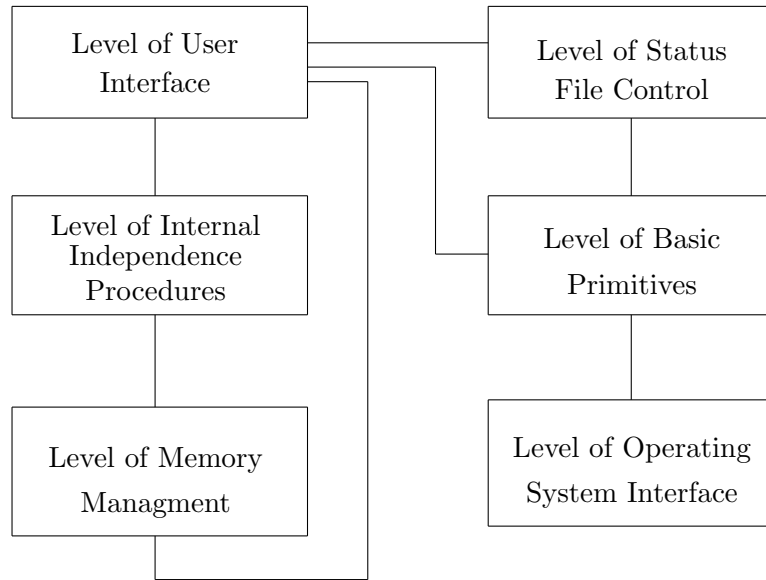 Level of User
Interface
Level of Status
File Control
Level of Internal
Independence
Procedures
Level of Basic
Primitives
Level of Memory
Managment
Level of Operating
System Interface